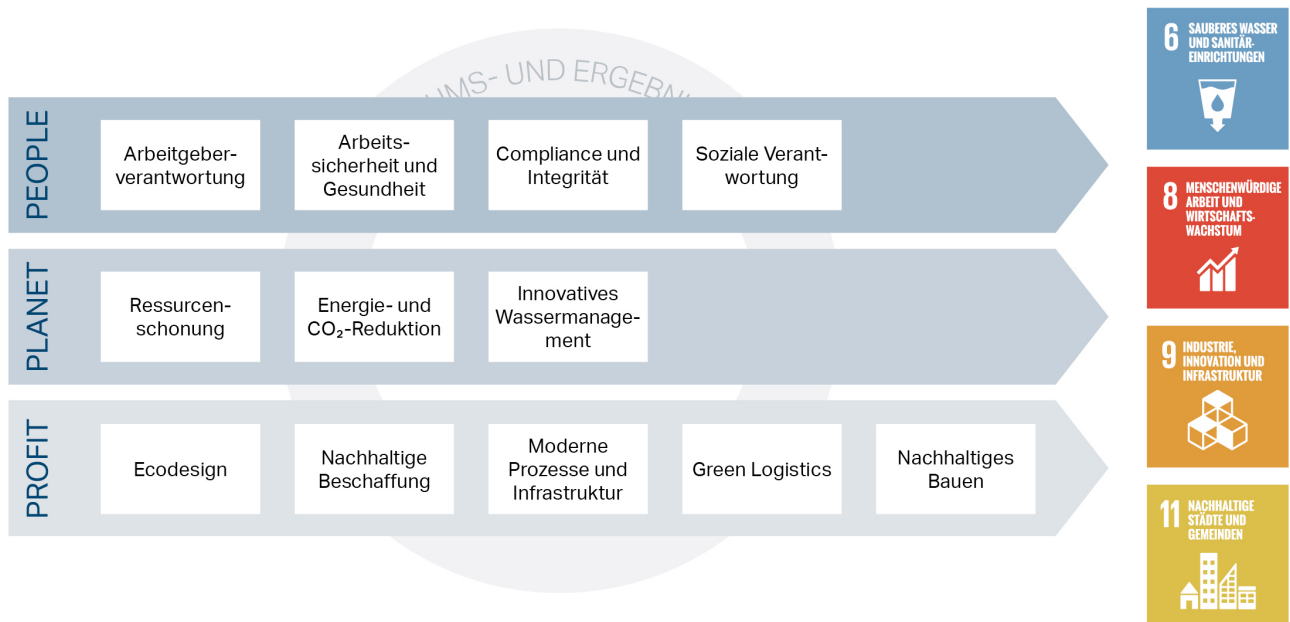 UND
PEOPLE
Arbeitgeber-
verantwortung
Arbeits-
sicherheit und
Gesundheit
Compliance und
Integrität
Soziale Verant-
wortung
PLANET
Ressurcen-
schonung
Energie- und
CO₂-Reduktion
Innovatives
Wassermanage-
ment
PROFIT
Ecodesign
Nachhaltige
Beschaffung
Moderne
Prozesse und
Infrastruktur
Green Logistics
Nachhaltiges
Bauen
6
SAUBERES WASSER
UND SANITÄR-
EINRICHTUNGEN
8
MENSCHENWÜRDIGE
ARBEIT UND
WIRTSCHAFTS-
WACHSTUM
9
INDUSTRIE,
INNOVATION UND
INFRASTRUKTUR
11
NACHHALTIGE
STÄDTE UND
GEMEINDEN